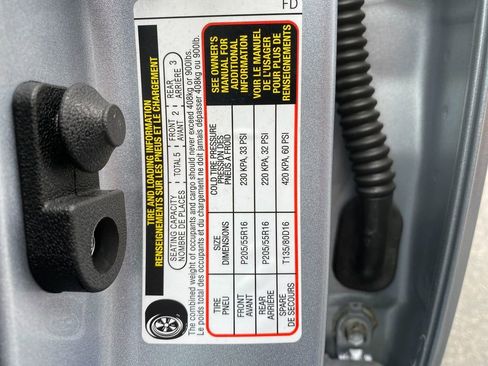 FD
TIRE AND LOADING INFORMATION
RENSEIGNEMENTS SUR LES PNEUS ET LE CHARGEMENT
SEATING CAPACITY
NOMBRE DE PLACES
TOTAL 5
FRONT
AVANT 2
REAR
ARRIÈRE 3
The combined weight of occupants and cargo should never exceed 408kg or 900lbs.
Le poids total des occupants et du chargement ne doit jamais dépasser 408kg ou 900lb.
TIRE
PNEU
SIZE
DIMENSIONS
COLD TIRE PRESSURE
PRESSION DES
PNEUS A FROID
FRONT
AVANT
P205/55R16
230 KPA, 33 PSI
REAR
ARRIÈRE
P205/55R16
220 KPA, 32 PSI
SPARE
DE SECOURS
T135/80D16
420 KPA, 60 PSI
SEE OWNER'S
MANUAL FOR
ADDITIONAL
INFORMATION
VOIR LE MANUEL
DE L'USAGER
POUR PLUS DE
RENSEIGNEMENTS